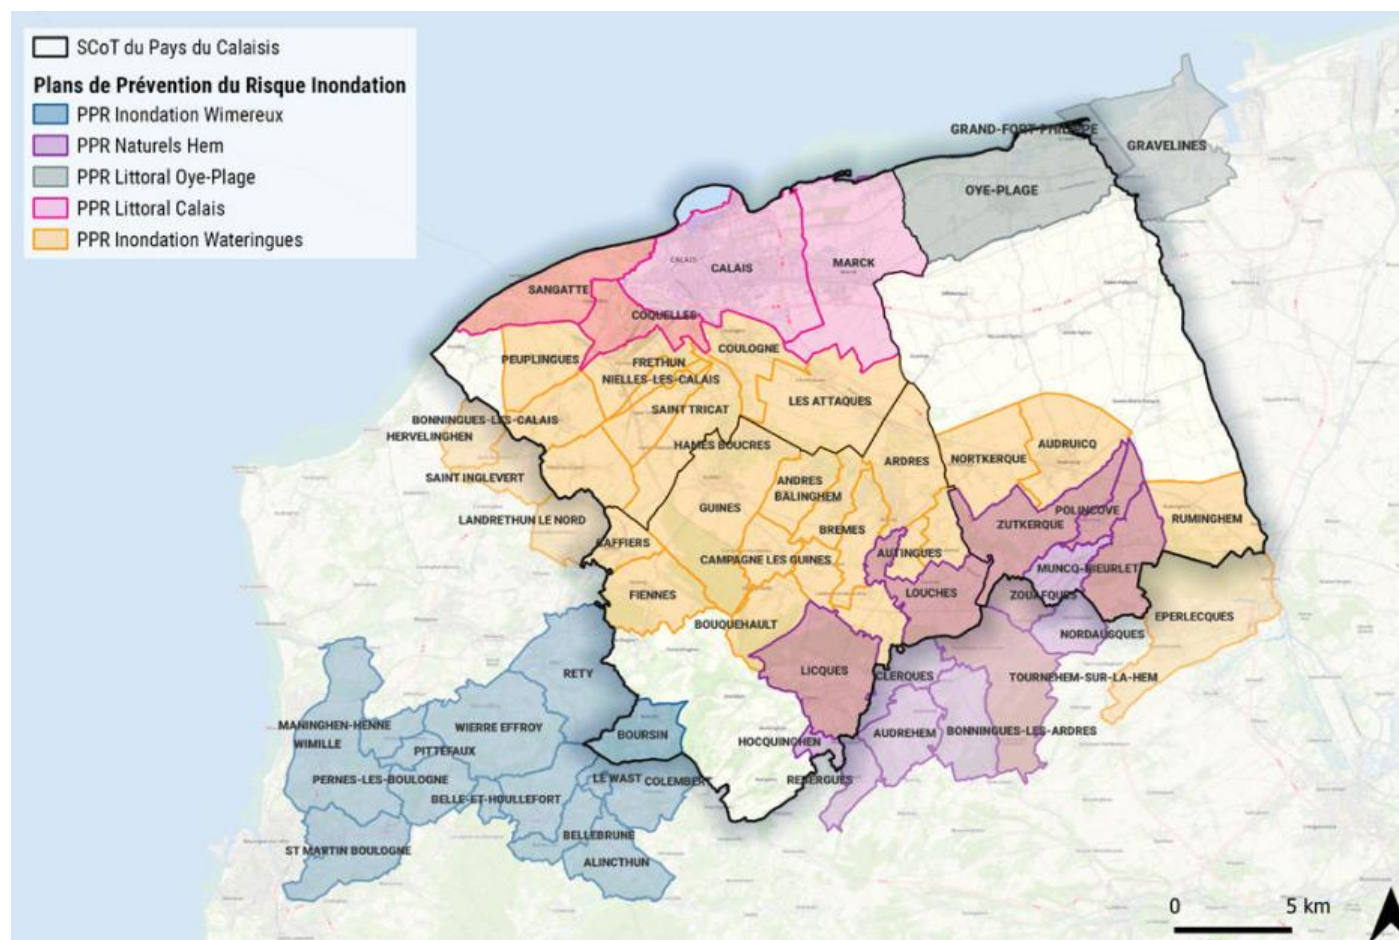 SCoT du Pays du Calaisis
Plans de Prévention du Risque Inondation
PPR Inondation Wimereux
PPR Naturels Hem
PPR Littoral Oye-Plage
PPR Littoral Calais
PPR Inondation Wateringues
GRAND-FORT-PHILIPPE
GRAVELINES
OYE-PLAGE
CALAIS
CALAIS
MARCK
SANGATTE
COQUELLES
COULOGNE
PEUPLINGUES
FRETHUN
NIELLES-LES-CALAIS
LES ATTAQUES
SAINT TRICAT
BONNINGUES-LES-CALAIS
HERVELINGHEN
HAMES BOUCRES
AUDRUICQ
NORTKERQUE
ARDRES
SAINT INGLEVERT
ANDRES
BALINGHEM
GUINES
POLINCOVE
LANDRETHUN LE NORD
BREMES
ZUTKERQUE
RUMINGHEM
CAFFIERS
CAMPAGNE LES GUINES
AUTINGUES
MUNCQ-NIEURLET
FIENNES
LOUCHES
ZOUAFQUES
EPERLECQUES
BOUQUEHAULT
NORDAUSQUES
RETY
LICQUES
CLERQUES
TOURNEHEM-SUR-LA-HEM
MANINGHEN-HENNE
WIERRE EFFROY
BOURSIN
HOCQUINGHEN
AUDREHEM
BONNINGUES-LES-ARDRES
WIMILLE
PITTEFAUX
PERNES-LES-BOULOGNE
LE WAST
COLEMBERT
REBERGUES
BELLE-ET-HOULLEFORT
BELLEBRUNE
ST MARTIN BOULOGNE
ALINCTHUN
0 5 km